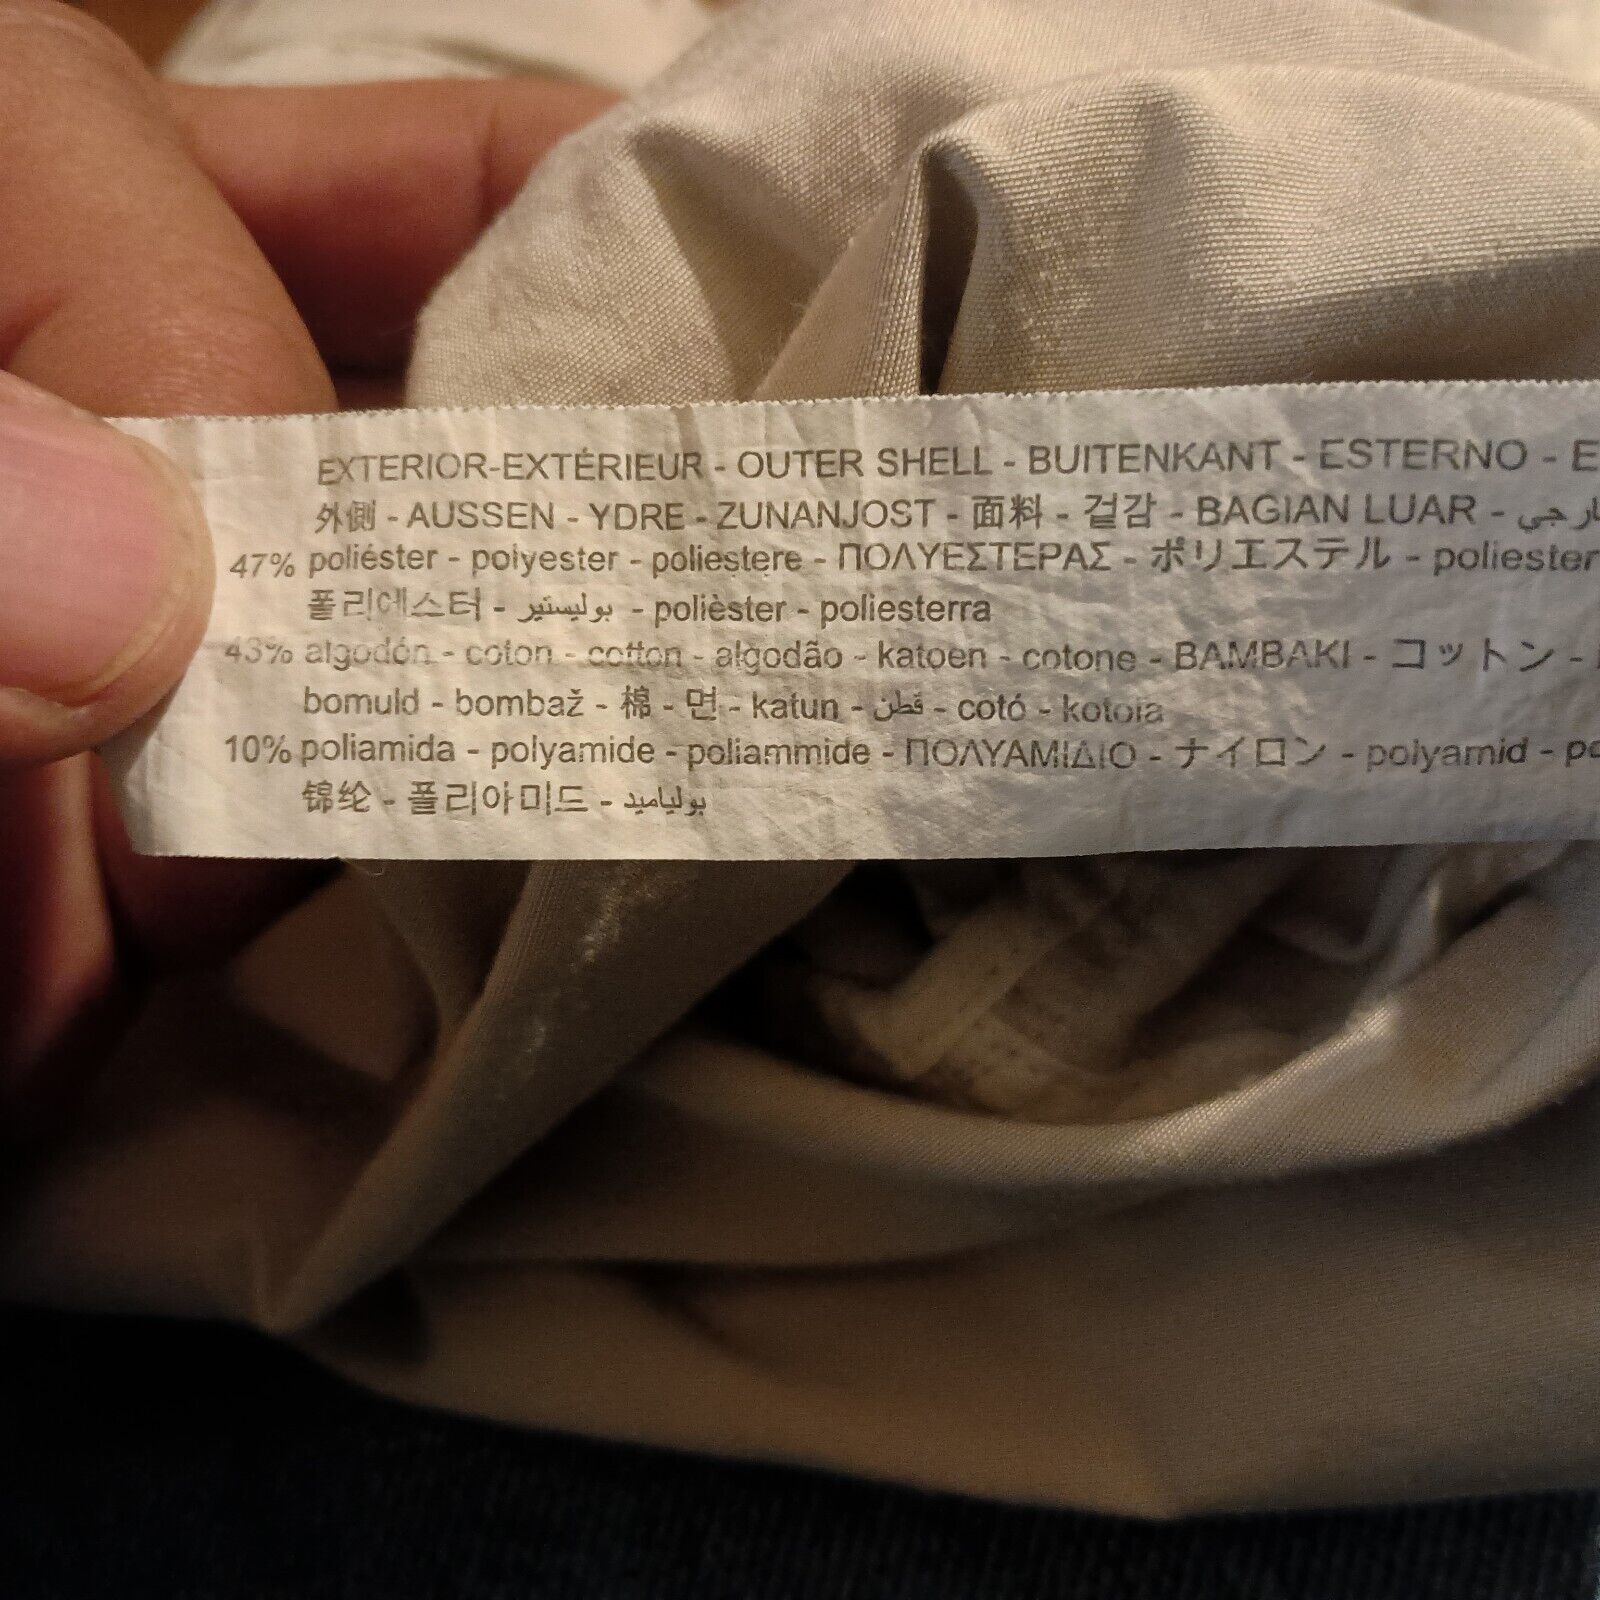 EXTERIOR-EXTÉRIEUR - OUTER SHELL - BUITENKANT - ESTERNO - E
外側 - AUSSEN - YDRE - ZUNANJOST - 面料 - 겉감 - BAGIAN LUAR -
47% poliéster - polyester - poliestere - ΠΟΛΥΕΣΤΕΡΑΣ - ポリエステル - poliester
폴리에스터 - بوليستير - polièster - poliesterra
43% algodón - coton - cotton - algodão - katoen - cotone - BAMBAKI - コットン -
bomuld - bombaž - 棉 - 면 - katun - قطن - cotó - kotoia
10% poliamida - polyamide - poliammide - ΠΟΛΥΑΜΙΔΙΟ - ナイロン - polyamid - po
锦纶 - 폴리아미드 - بولياميد